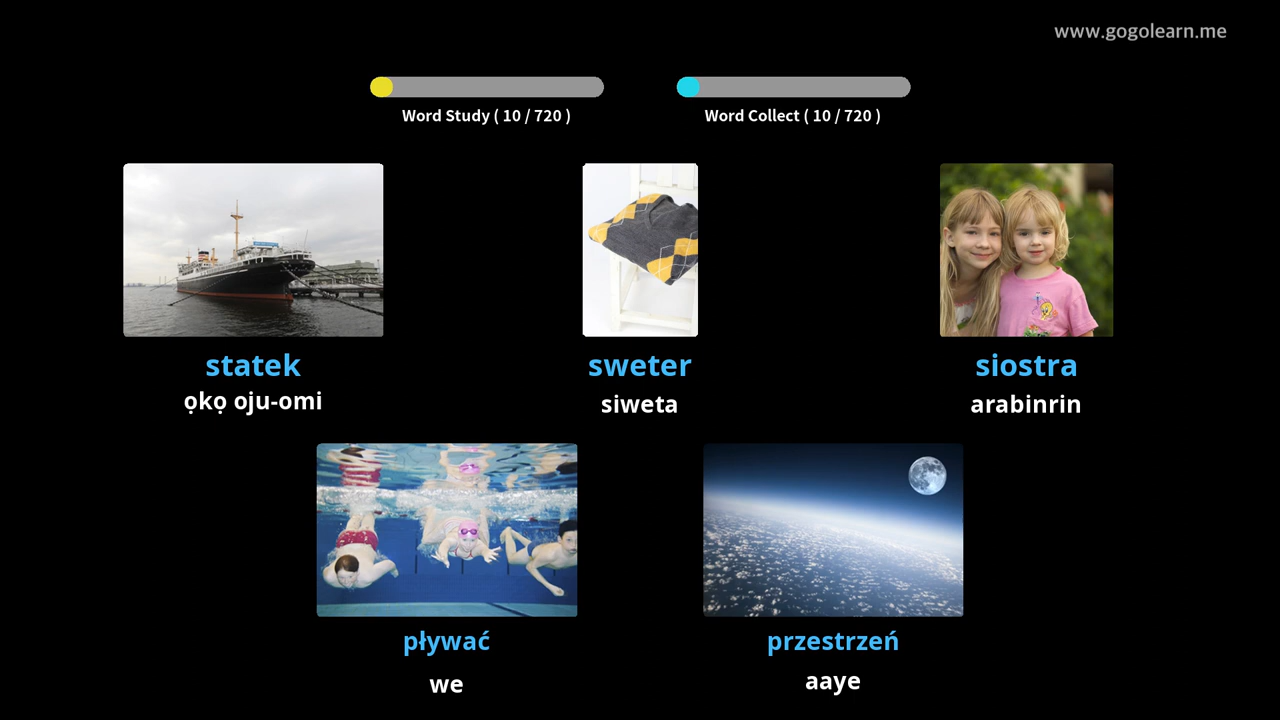 www.gogolearn.me
Word Study ( 10 / 720 )
Word Collect ( 10 / 720 )
statek
ọkọ oju-omi
sweter
siweta
siostra
arabinrin
pływać
we
przestrzeń
aaye